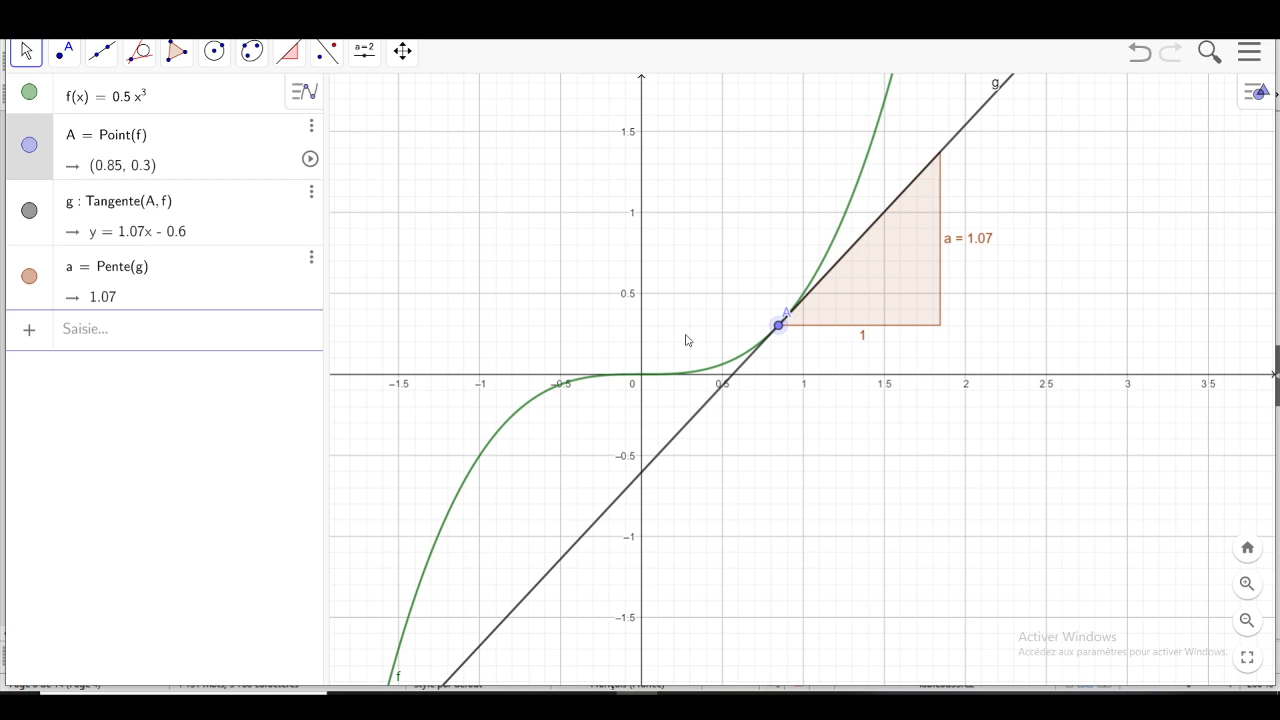 A
a=2
f(x) = 0.5 x³
A = Point(f)
→ (0.85, 0.3)
g : Tangente(A, f)
→ y = 1.07x - 0.6
a = Pente(g)
→ 1.07
+ Saisie...
g
1.5
1
a = 1.07
0.5
A
1
−1.5 −1 −0.5 0 0.5 1 1.5 2 2.5 3 3.5
−0.5
−1
−1.5
f
Activer Windows
Accédez aux paramètres pour activer Windows.